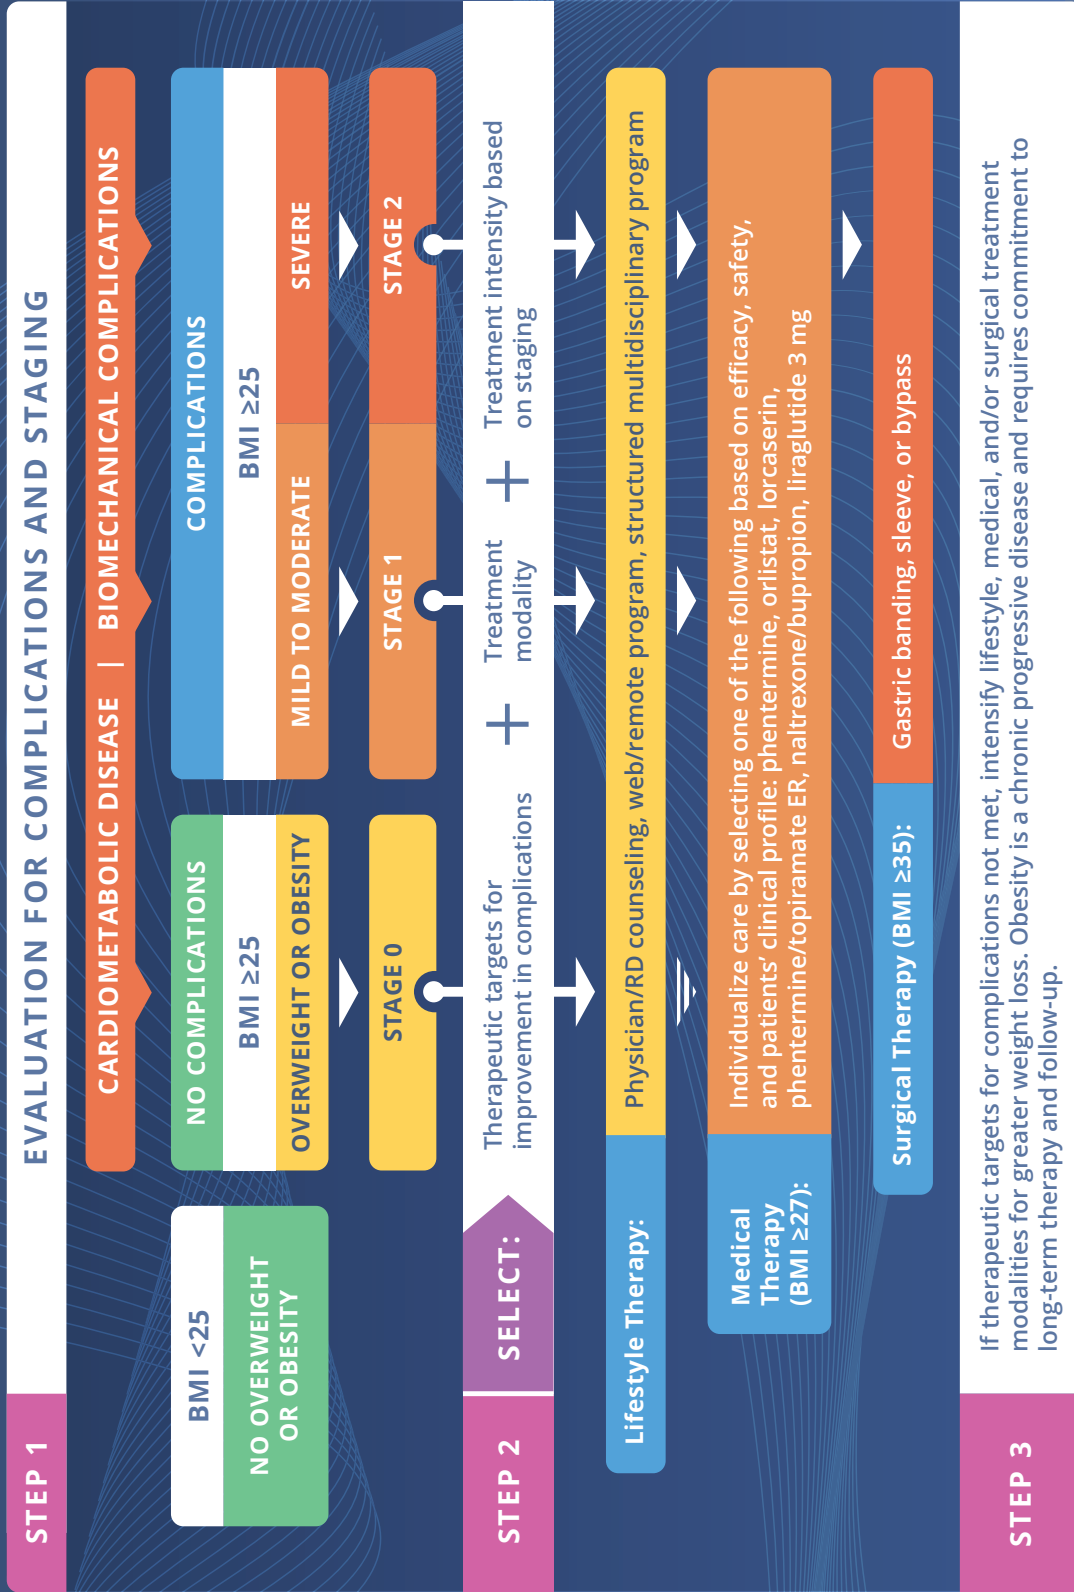 STEP 1
EVALUATION FOR COMPLICATIONS AND STAGING
CARDIOMETABOLIC DISEASE | BIOMECHANICAL COMPLICATIONS
BMI <25
NO OVERWEIGHT
OR OBESITY
NO COMPLICATIONS
BMI ≥25
OVERWEIGHT OR OBESITY
STAGE 0
COMPLICATIONS
BMI ≥25
MILD TO MODERATE
SEVERE
STAGE 1
STAGE 2
STEP 2
SELECT:
Therapeutic targets for
improvement in complications
+
Treatment
modality
+
Treatment intensity based
on staging
Lifestyle Therapy:
Physician/RD counseling, web/remote program, structured multidisciplinary program
Medical
Therapy
(BMI ≥27):
Individualize care by selecting one of the following based on efficacy, safety,
and patients’ clinical profile: phentermine, orlistat, lorcaserin,
phentermine/topiramate ER, naltrexone/bupropion, liraglutide 3 mg
Surgical Therapy (BMI ≥35):
Gastric banding, sleeve, or bypass
STEP 3
If therapeutic targets for complications not met, intensify lifestyle, medical, and/or surgical treatment
modalities for greater weight loss. Obesity is a chronic progressive disease and requires commitment to
long-term therapy and follow-up.